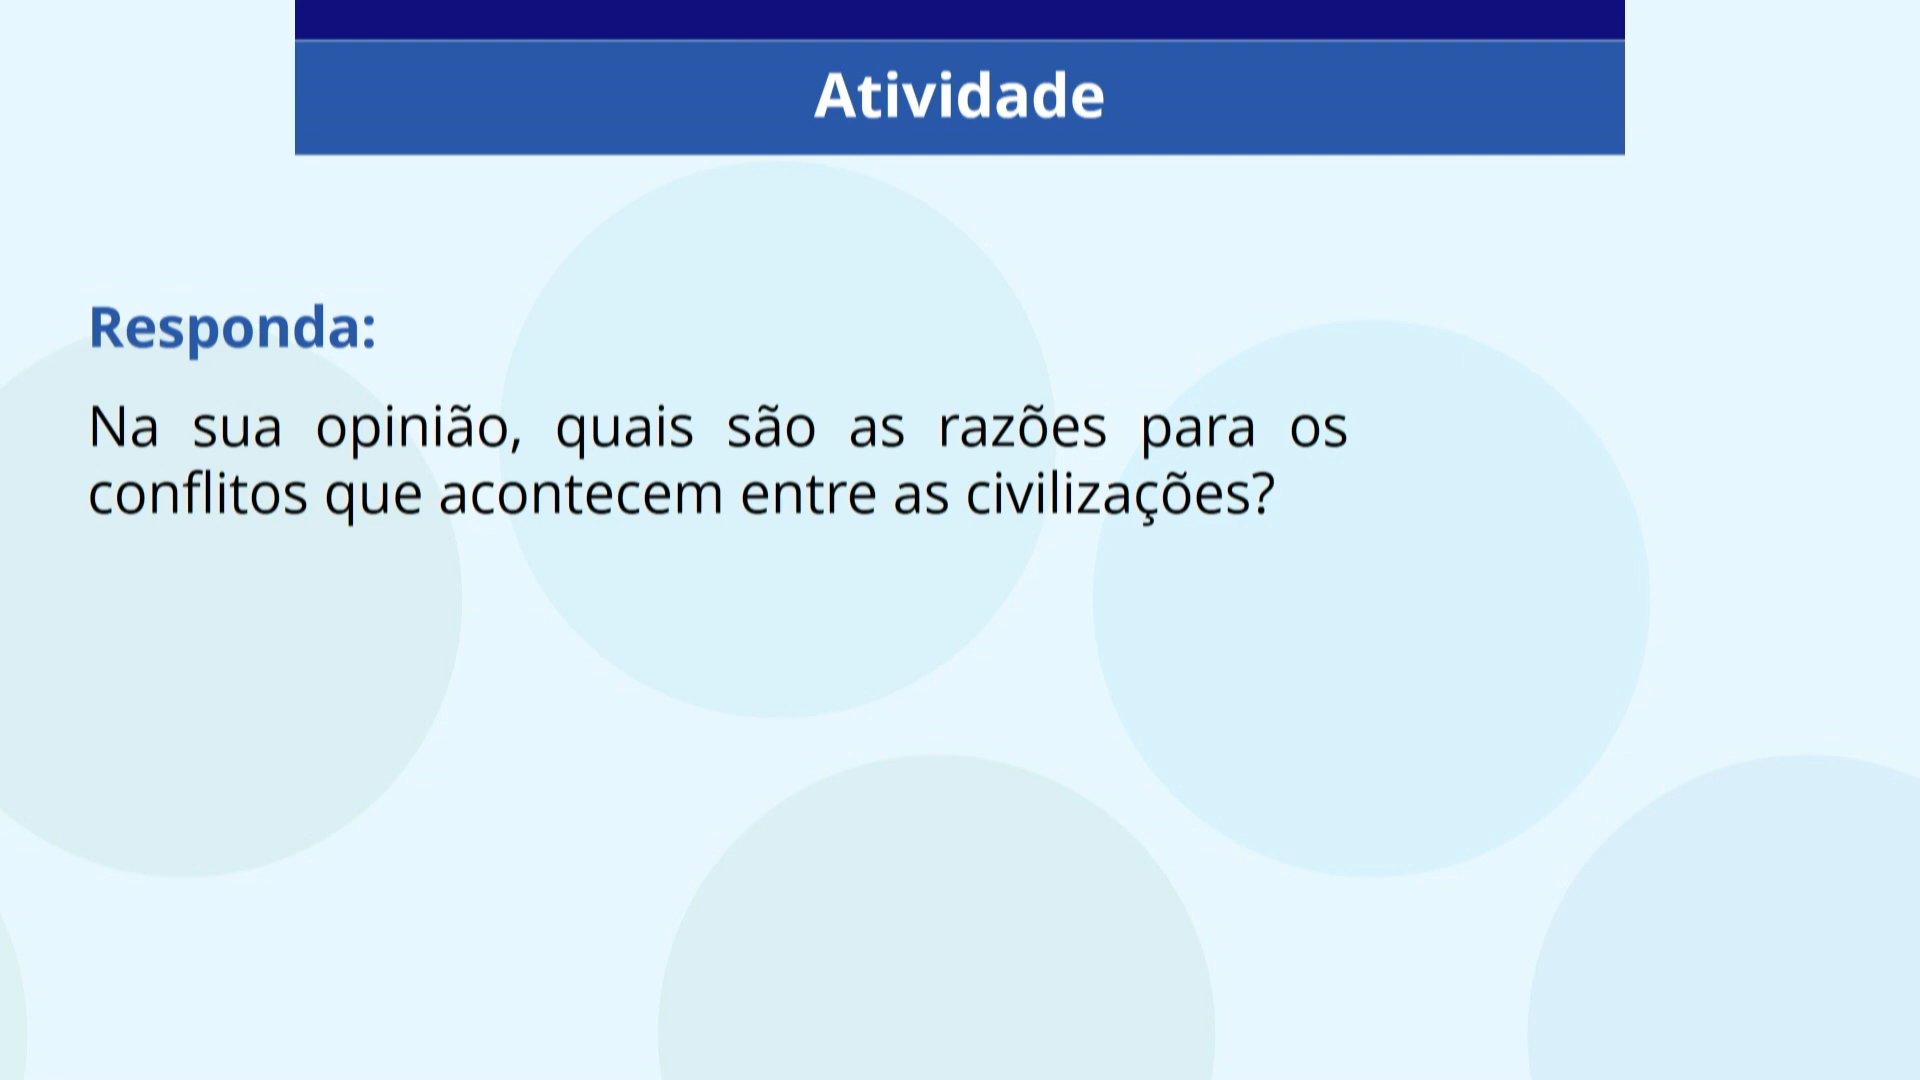 Atividade
Responda:
Na sua opinião, quais são as razões para os
conflitos que acontecem entre as civilizações?